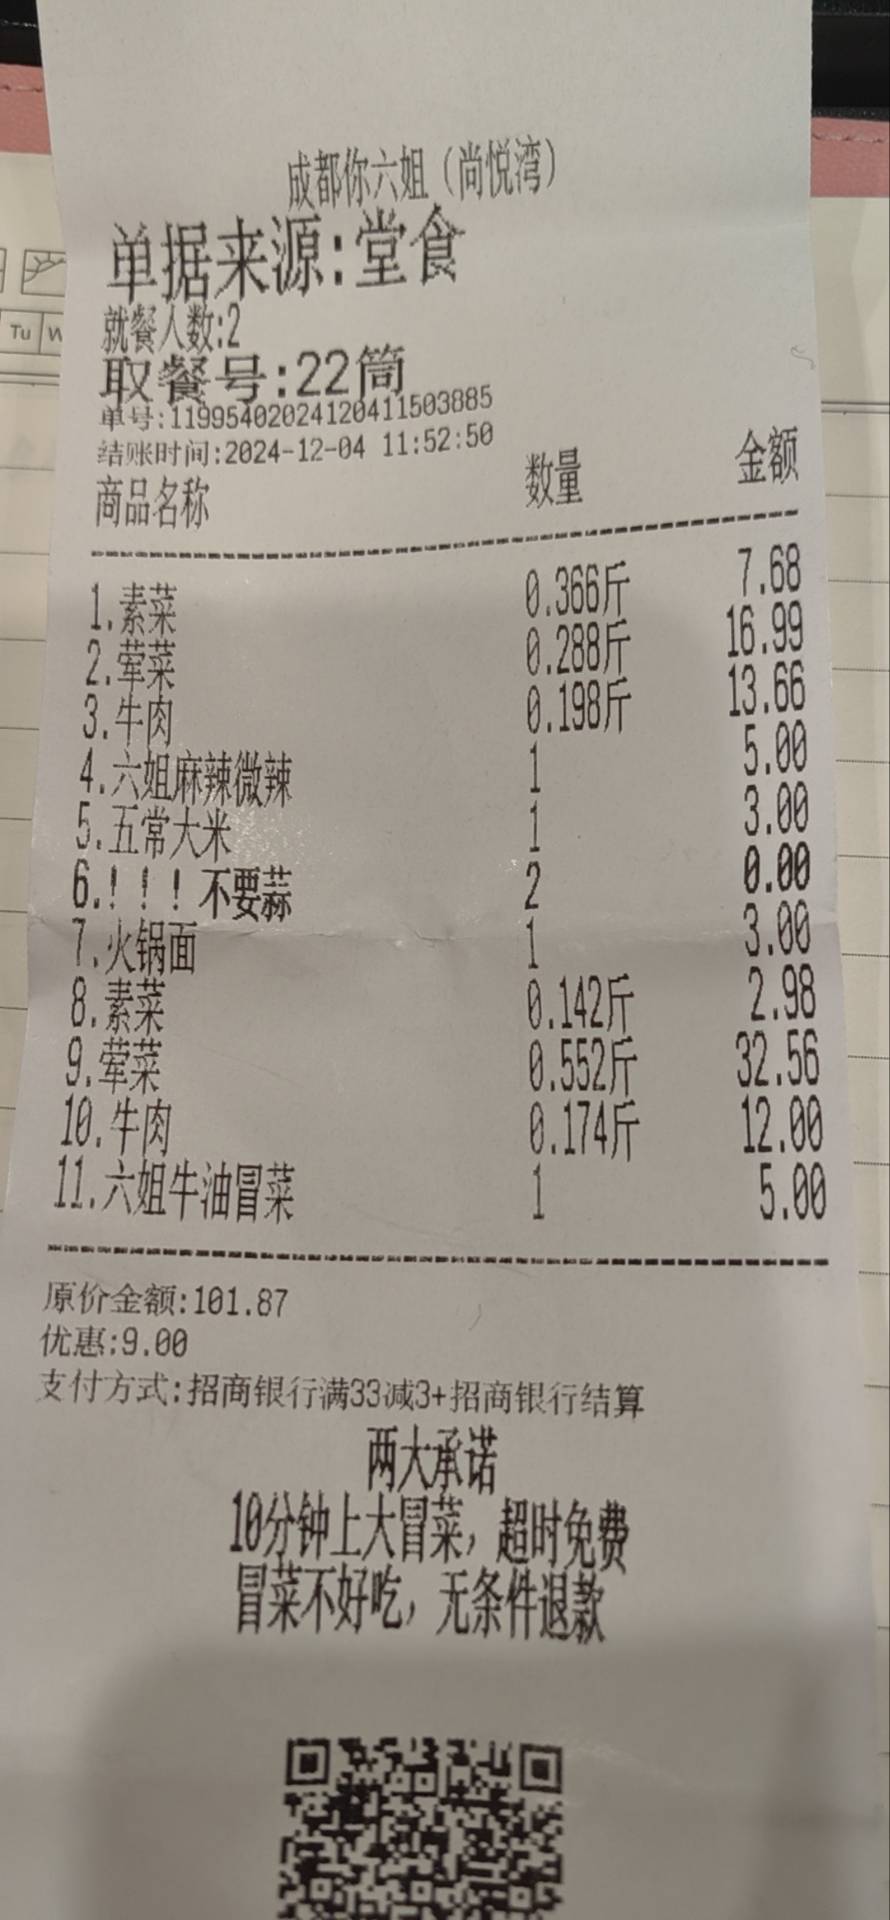 成都你六姐（尚悦湾）
单据来源:堂食
就餐人数:2
取餐号:22筒
单号:11995402024120411503885
结账时间:2024-12-04 11:52:50
商品名称 数量 金额
1.素菜 0.366斤 7.68
2.荤菜 0.288斤 16.99
3.牛肉 0.198斤 13.66
4.六姐麻辣微辣 1 5.00
5.五常大米 1 3.00
6.！！！不要蒜 2 0.00
7.火锅面 1 3.00
8.素菜 0.142斤 2.98
9.荤菜 0.552斤 32.56
10.牛肉 0.174斤 12.00
11.六姐牛油冒菜 1 5.00
原价金额:101.87
优惠:9.00
支付方式:招商银行满33减3+招商银行结算
两大承诺
10分钟上大冒菜，超时免费
冒菜不好吃，无条件退款
Tu W